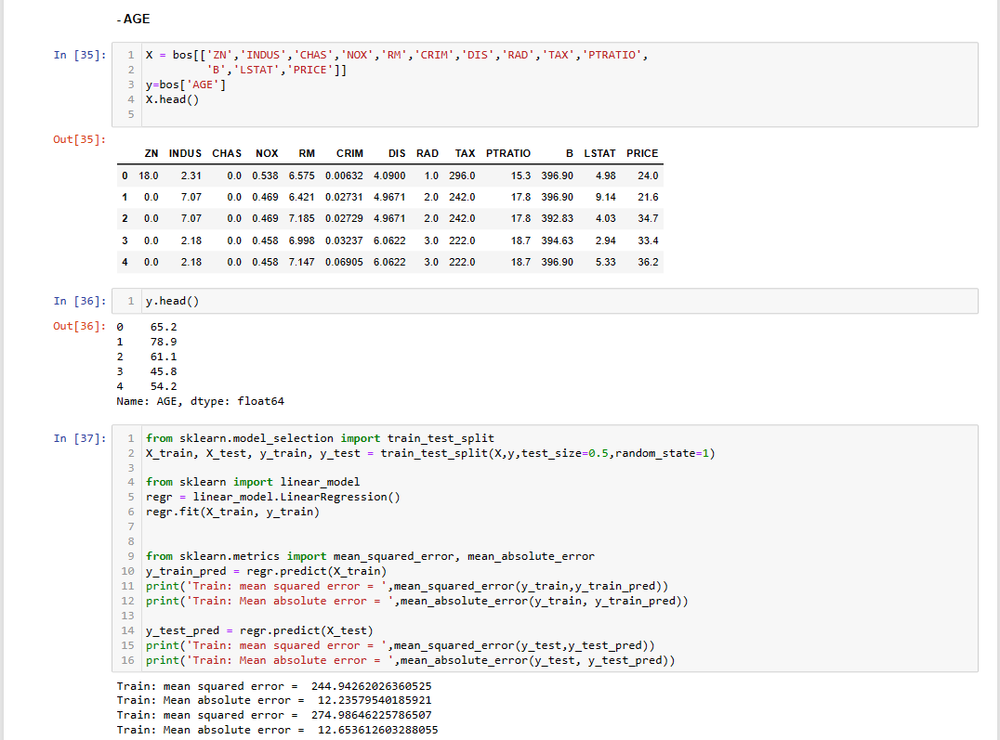 - AGE
In [35]:
1 X = bos[['ZN','INDUS','CHAS','NOX','RM','CRIM','DIS','RAD','TAX','PTRATIO',
2 'B','LSTAT','PRICE']]
3 y=bos['AGE']
4 X.head()
5
Out[35]:
ZN INDUS CHAS NOX RM CRIM DIS RAD TAX PTRATIO B LSTAT PRICE
0 18.0 2.31 0.0 0.538 6.575 0.00632 4.0900 1.0 296.0 15.3 396.90 4.98 24.0
1 0.0 7.07 0.0 0.469 6.421 0.02731 4.9671 2.0 242.0 17.8 396.90 9.14 21.6
2 0.0 7.07 0.0 0.469 7.185 0.02729 4.9671 2.0 242.0 17.8 392.83 4.03 34.7
3 0.0 2.18 0.0 0.458 6.998 0.03237 6.0622 3.0 222.0 18.7 394.63 2.94 33.4
4 0.0 2.18 0.0 0.458 7.147 0.06905 6.0622 3.0 222.0 18.7 396.90 5.33 36.2
In [36]:
1 y.head()
Out[36]:
0 65.2
1 78.9
2 61.1
3 45.8
4 54.2
Name: AGE, dtype: float64
In [37]:
1 from sklearn.model_selection import train_test_split
2 X_train, X_test, y_train, y_test = train_test_split(X,y,test_size=0.5,random_state=1)
3
4 from sklearn import linear_model
5 regr = linear_model.LinearRegression()
6 regr.fit(X_train, y_train)
7
8
9 from sklearn.metrics import mean_squared_error, mean_absolute_error
10 y_train_pred = regr.predict(X_train)
11 print('Train: mean squared error = ',mean_squared_error(y_train,y_train_pred))
12 print('Train: Mean absolute error = ',mean_absolute_error(y_train, y_train_pred))
13
14 y_test_pred = regr.predict(X_test)
15 print('Train: mean squared error = ',mean_squared_error(y_test,y_test_pred))
16 print('Train: Mean absolute error = ',mean_absolute_error(y_test, y_test_pred))
Train: mean squared error =  244.94262026360525
Train: Mean absolute error =  12.23579540185921
Train: mean squared error =  274.98646225786507
Train: Mean absolute error =  12.653612603288055